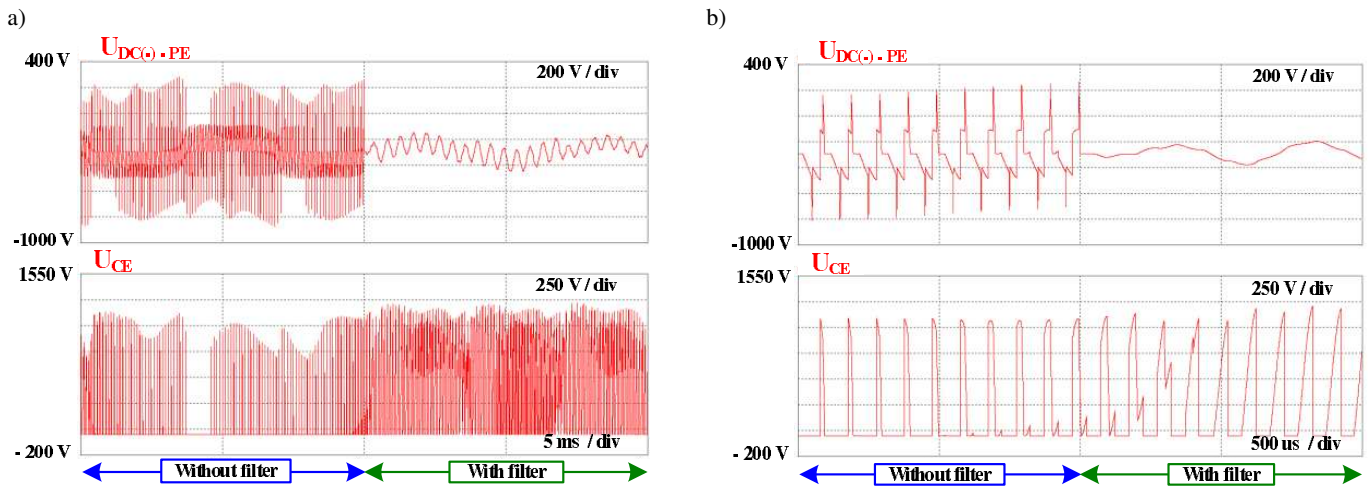 a)
U_DC(-) - PE
400 V
200 V / div
-1000 V
U_CE
1550 V
250 V / div
5 ms / div
- 200 V
Without filter
With filter
b)
U_DC(-) - PE
400 V
200 V / div
-1000 V
U_CE
1550 V
250 V / div
500 us / div
- 200 V
Without filter
With filter